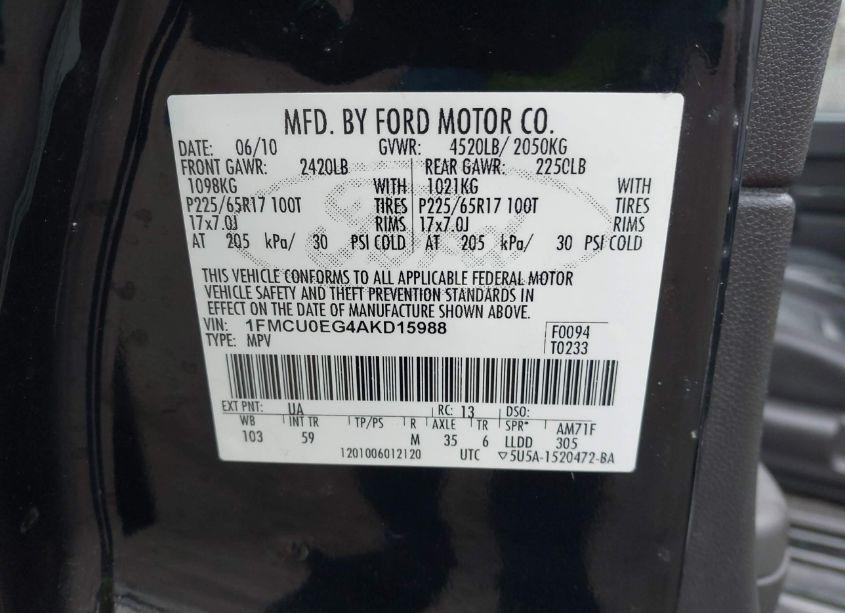 MFD. BY FORD MOTOR CO.
DATE: 06/10 GVWR: 4520LB/ 2050KG
FRONT GAWR: 2420LB REAR GAWR: 2250LB
1098KG WITH 1021KG WITH
P225/65R17 100T TIRES P225/65R17 100T TIRES
17x7.0J RIMS 17x7.0J RIMS
AT 205 kPa/ 30 PSI COLD AT 205 kPa/ 30 PSI COLD
Ford
THIS VEHICLE CONFORMS TO ALL APPLICABLE FEDERAL MOTOR
VEHICLE SAFETY AND THEFT PREVENTION STANDARDS IN
EFFECT ON THE DATE OF MANUFACTURE SHOWN ABOVE.
VIN: 1FMCU0EG4AKD15988 F0094
TYPE: MPV T0233
EXT PNT: UA RC: 13 DSO:
WB INT TR TP/PS R AXLE TR SPR* AM71F
103 59 M 35 6 LLDD 305
1201006012120 UTC ▽5U5A-1520472-BA